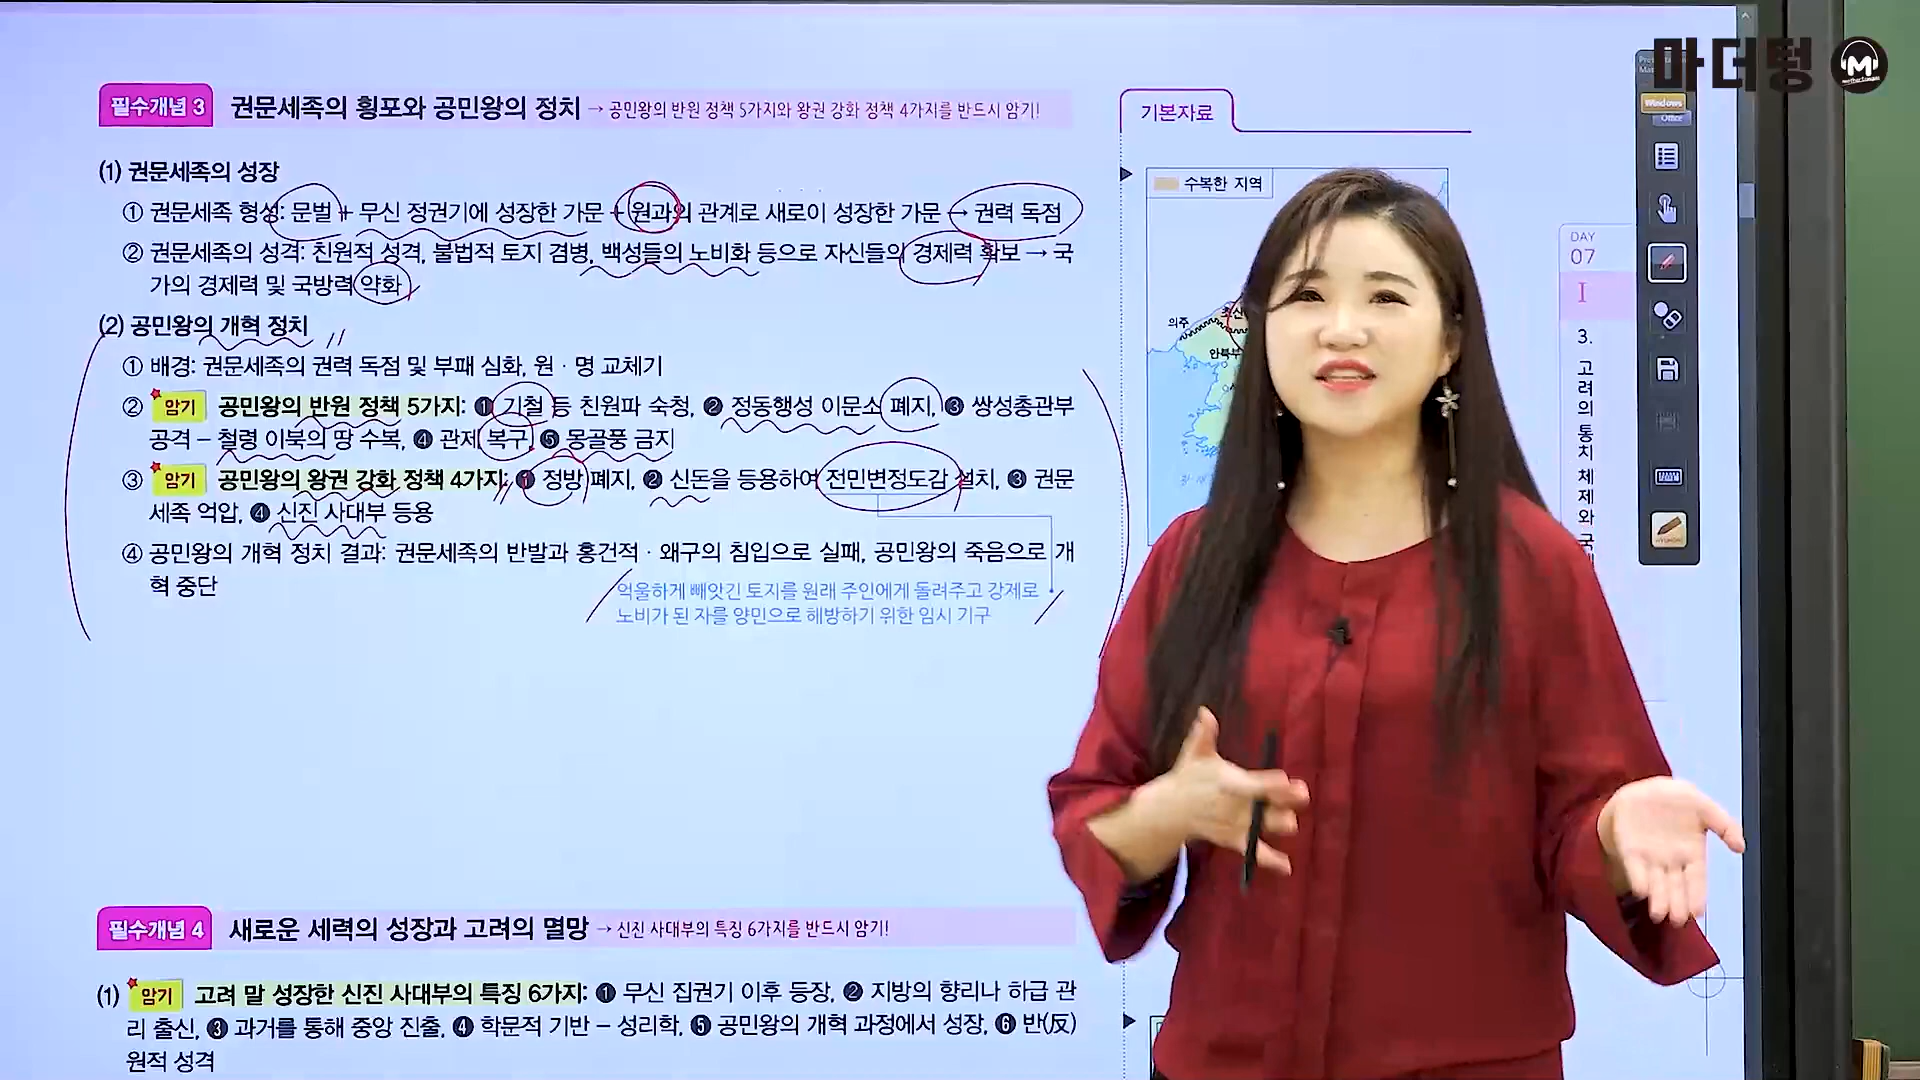 마더텅
필수개념 3 권문세족의 횡포와 공민왕의 정치 → 공민왕의 반원 정책 5가지와 왕권 강화 정책 4가지를 반드시 암기!
(1) 권문세족의 성장
① 권문세족 형성: 문벌 + 무신 정권기에 성장한 가문 + 원과의 관계로 새로이 성장한 가문 → 권력 독점
② 권문세족의 성격: 친원적 성격, 불법적 토지 겸병, 백성들의 노비화 등으로 자신들의 경제력 확보 → 국
가의 경제력 및 국방력 약화
(2) 공민왕의 개혁 정치
① 배경: 권문세족의 권력 독점 및 부패 심화, 원 · 명 교체기
② 암기 공민왕의 반원 정책 5가지: ❶ 기철 등 친원파 숙청, ❷ 정동행성 이문소 폐지, ❸ 쌍성총관부
공격 – 철령 이북의 땅 수복, ❹ 관제 복구, ❺ 몽골풍 금지
③ 암기 공민왕의 왕권 강화 정책 4가지: ❶ 정방 폐지, ❷ 신돈을 등용하여 전민변정도감 설치, ❸ 권문
세족 억압, ❹ 신진 사대부 등용
④ 공민왕의 개혁 정치 결과: 권문세족의 반발과 홍건적 · 왜구의 침입으로 실패, 공민왕의 죽음으로 개
혁 중단
억울하게 빼앗긴 토지를 원래 주인에게 돌려주고 강제로
노비가 된 자를 양민으로 해방하기 위한 임시 기구
필수개념 4 새로운 세력의 성장과 고려의 멸망 → 신진 사대부의 특징 6가지를 반드시 암기!
(1) 암기 고려 말 성장한 신진 사대부의 특징 6가지: ❶ 무신 집권기 이후 등장, ❷ 지방의 향리나 하급 관
리 출신, ❸ 과거를 통해 중앙 진출, ❹ 학문적 기반 – 성리학, ❺ 공민왕의 개혁 과정에서 성장, ❻ 반(反)
원적 성격
기본자료
수복한 지역
의주
안북부
DAY
07
I
3. 고려의 통치 체제와
Windows
Office